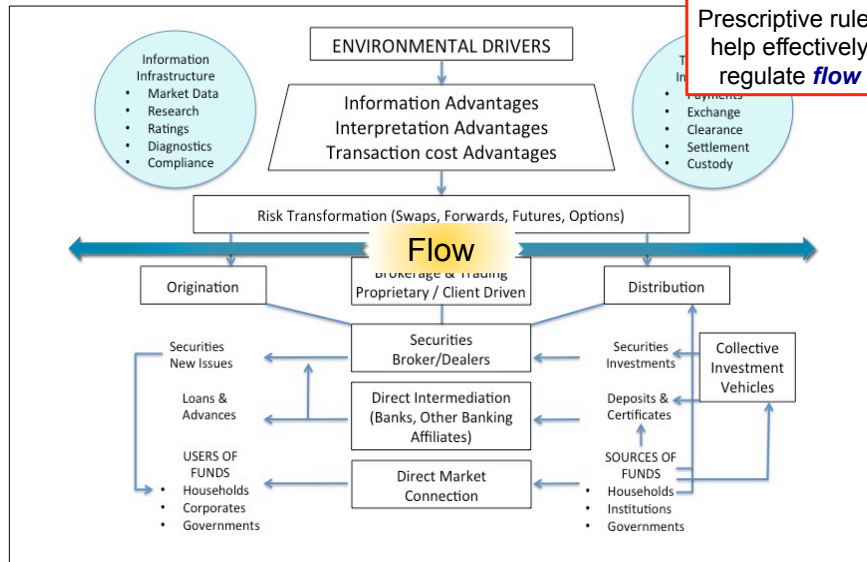 Prescriptive rule
help effectively
regulate flow
ENVIRONMENTAL DRIVERS
Information
Infrastructure
• Market Data
• Research
• Ratings
• Diagnostics
• Compliance
Information Advantages
Interpretation Advantages
Transaction cost Advantages
Payments
• Exchange
• Clearance
• Settlement
• Custody
Risk Transformation (Swaps, Forwards, Futures, Options)
Flow
Origination
Brokerage & Trading
Proprietary / Client Driven
Distribution
Securities
New Issues
Securities
Broker/Dealers
Securities
Investments
Collective
Investment
Vehicles
Loans &
Advances
Direct Intermediation
(Banks, Other Banking
Affiliates)
Deposits &
Certificates
USERS OF
FUNDS
• Households
• Corporates
• Governments
Direct Market
Connection
SOURCES OF
FUNDS
• Households
• Institutions
• Governments